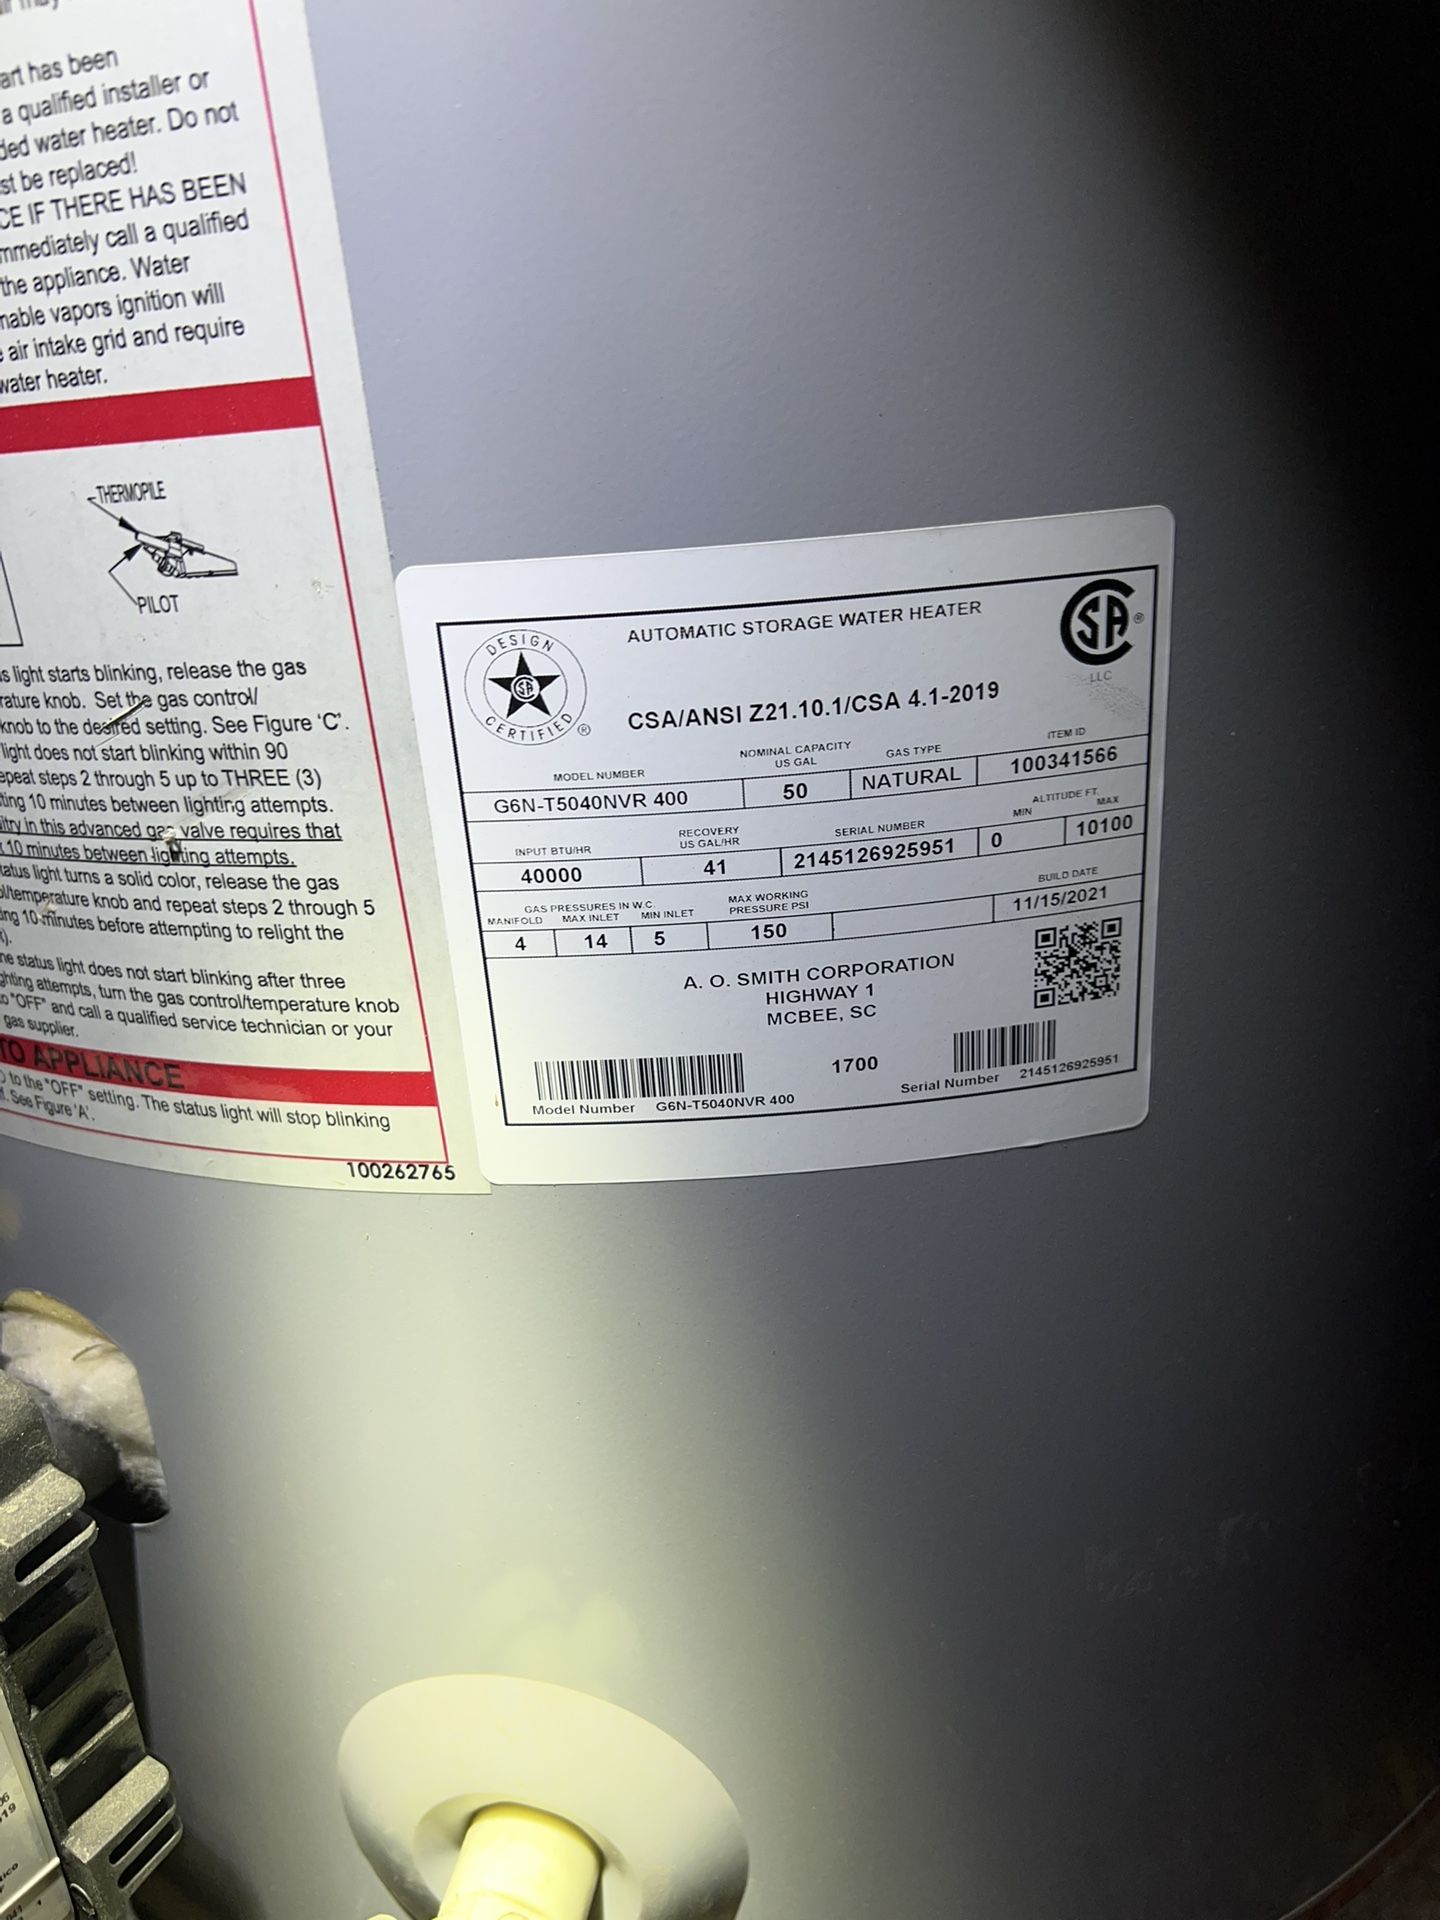 art has been
a qualified installer or
ded water heater. Do not
st be replaced!
CE IF THERE HAS BEEN
mmediately call a qualified
the appliance. Water
mable vapors ignition will
air intake grid and require
water heater.
THERMOPILE
PILOT
s light starts blinking, release the gas
rature knob. Set the gas control/
knob to the desired setting. See Figure 'C'.
light does not start blinking within 90
epeat steps 2 through 5 up to THREE (3)
ting 10 minutes between lighting attempts.
itry in this advanced gas valve requires that
10 minutes between lighting attempts.
tatus light turns a solid color, release the gas
l/temperature knob and repeat steps 2 through 5
ng 10 minutes before attempting to relight the
t).
he status light does not start blinking after three
ghting attempts, turn the gas control/temperature knob
o "OFF" and call a qualified service technician or your
gas supplier.
TO APPLIANCE
to the "OFF" setting. The status light will stop blinking
. See Figure 'A'.
100262765
DESIGN
CSA
CERTIFIED
®
AUTOMATIC STORAGE WATER HEATER
CSA ®
LLC
CSA/ANSI Z21.10.1/CSA 4.1-2019
MODEL NUMBER
NOMINAL CAPACITY
US GAL
GAS TYPE
ITEM ID
G6N-T5040NVR 400
50
NATURAL
100341566
INPUT BTU/HR
RECOVERY
US GAL/HR
SERIAL NUMBER
ALTITUDE FT.
MIN MAX
40000
41
2145126925951
0
10100
GAS PRESSURES IN W.C.
MANIFOLD MAX INLET MIN INLET
MAX WORKING
PRESSURE PSI
BUILD DATE
4
14
5
150
11/15/2021
A. O. SMITH CORPORATION
HIGHWAY 1
MCBEE, SC
1700
Model Number G6N-T5040NVR 400
Serial Number 2145126925951